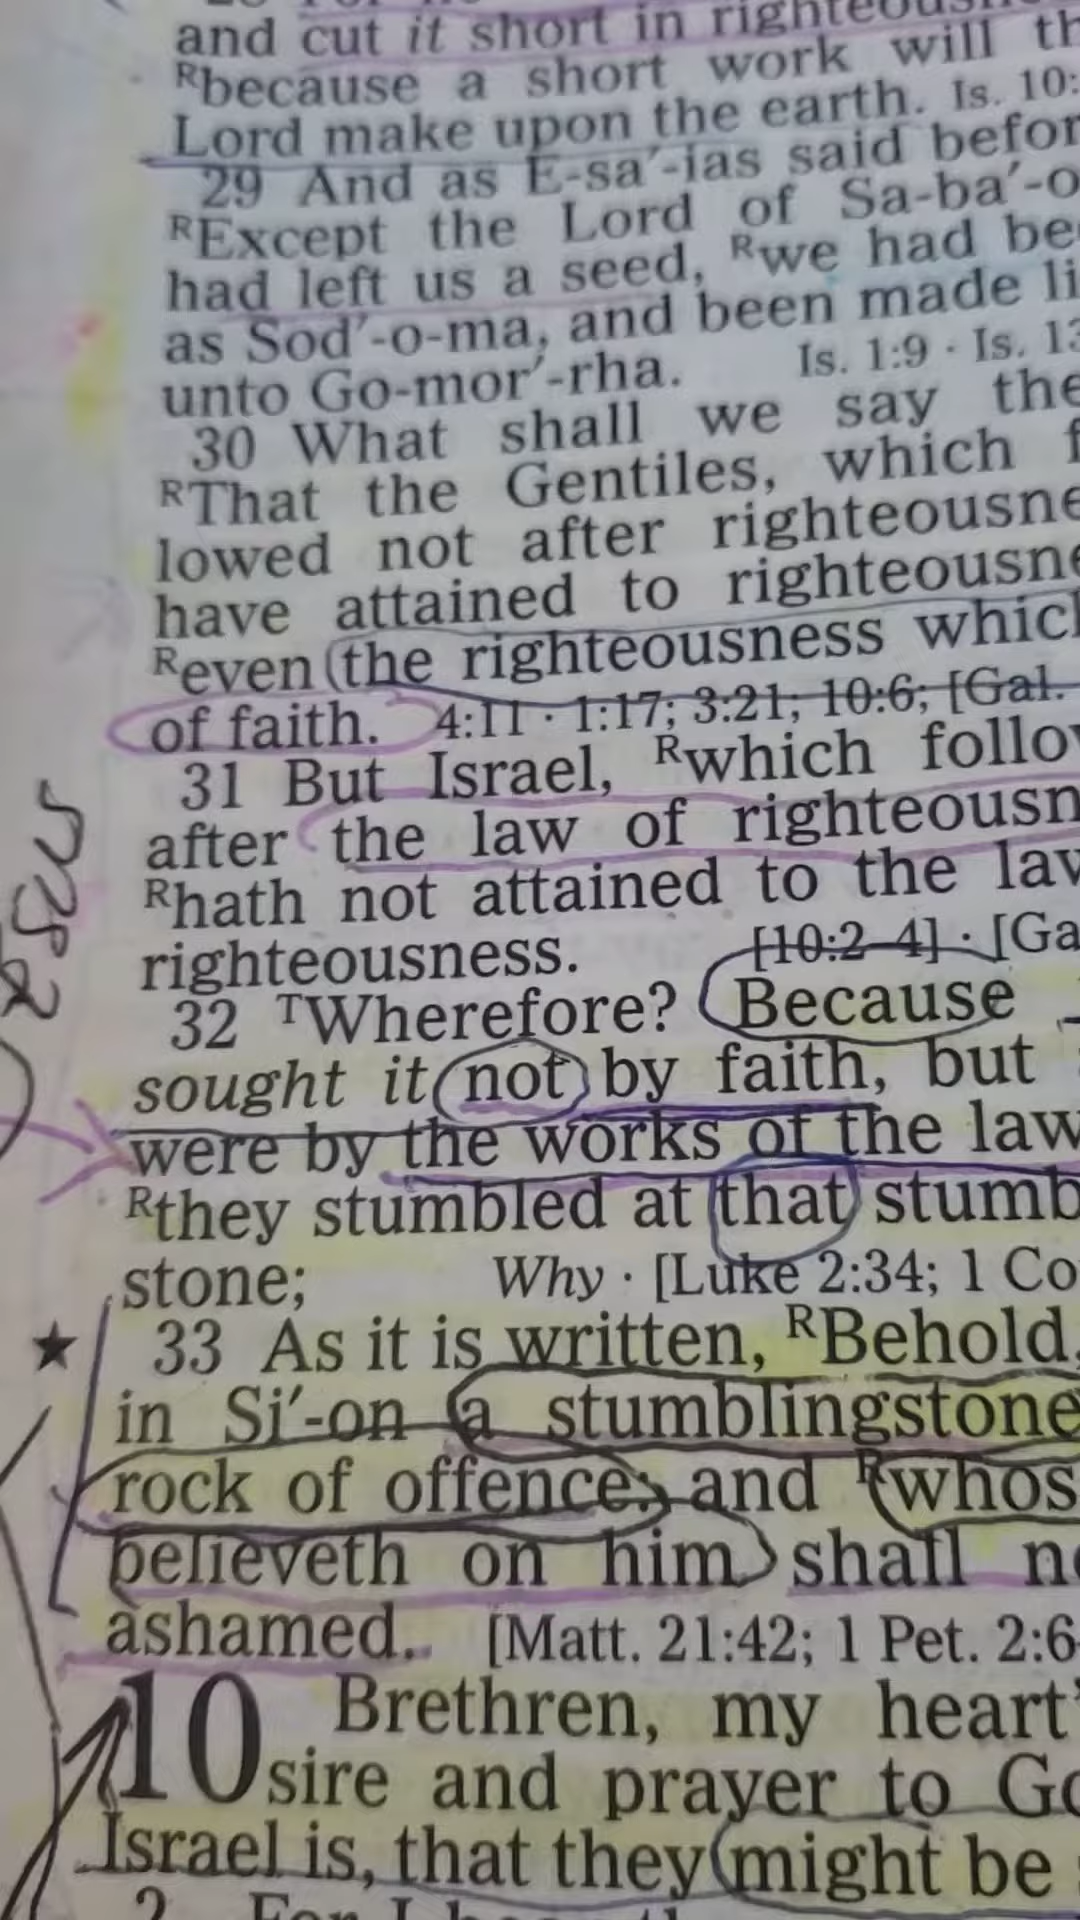 and cut it short in righteous
Rbecause a short work will th
Lord make upon the earth. Is. 10:
29 And as E-sa′-ias said befor
RExcept the Lord of Sa-ba′-o
had left us a seed, Rwe had be
as Sod′-o-ma, and been made li
unto Go-mor′-rha. Is. 1:9 · Is. 13
30 What shall we say the
RThat the Gentiles, which f
lowed not after righteousne
have attained to righteousne
Reven the righteousness which
of faith. 4:11 · 1:17; 3:21; 10:6; [Gal.
31 But Israel, Rwhich follow
after the law of righteousn
Rhath not attained to the law
righteousness. [10:2–4] · [Ga
32 TWherefore? Because
sought it not by faith, but
were by the works of the law
Rthey stumbled at that stumb
stone; Why · [Luke 2:34; 1 Co
33 As it is written, RBehold,
in Si′-on a stumblingstone
rock of offence: and Rwhos
believeth on him shall no
ashamed. [Matt. 21:42; 1 Pet. 2:6
10 Brethren, my heart'
sire and prayer to Go
Israel is, that they might be
2 For I